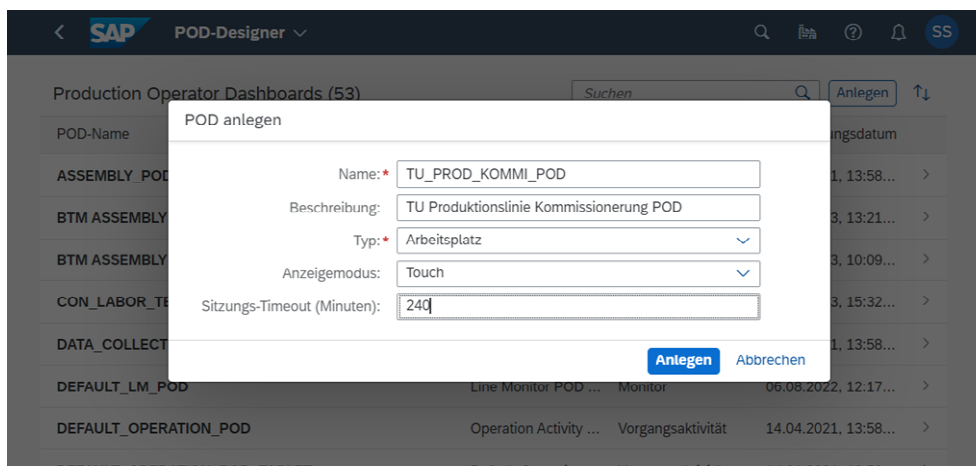 SAP POD-Designer SS
Production Operator Dashboards (53) Suchen Anlegen
POD anlegen
POD-Name ngsdatum
Name:* TU_PROD_KOMMI_POD
ASSEMBLY_POD 1, 13:58...
Beschreibung: TU Produktionslinie Kommissionerung POD
BTM ASSEMBLY 3, 13:21...
Typ:* Arbeitsplatz
BTM ASSEMBLY 3, 10:09...
Anzeigemodus: Touch
CON_LABOR_TE 3, 15:32...
Sitzungs-Timeout (Minuten): 240
DATA_COLLECT 1, 13:58...
Anlegen Abbrechen
DEFAULT_LM_POD Line Monitor POD ... Monitor 06.08.2022, 12:17...
DEFAULT_OPERATION_POD Operation Activity ... Vorgangsaktivität 14.04.2021, 13:58...